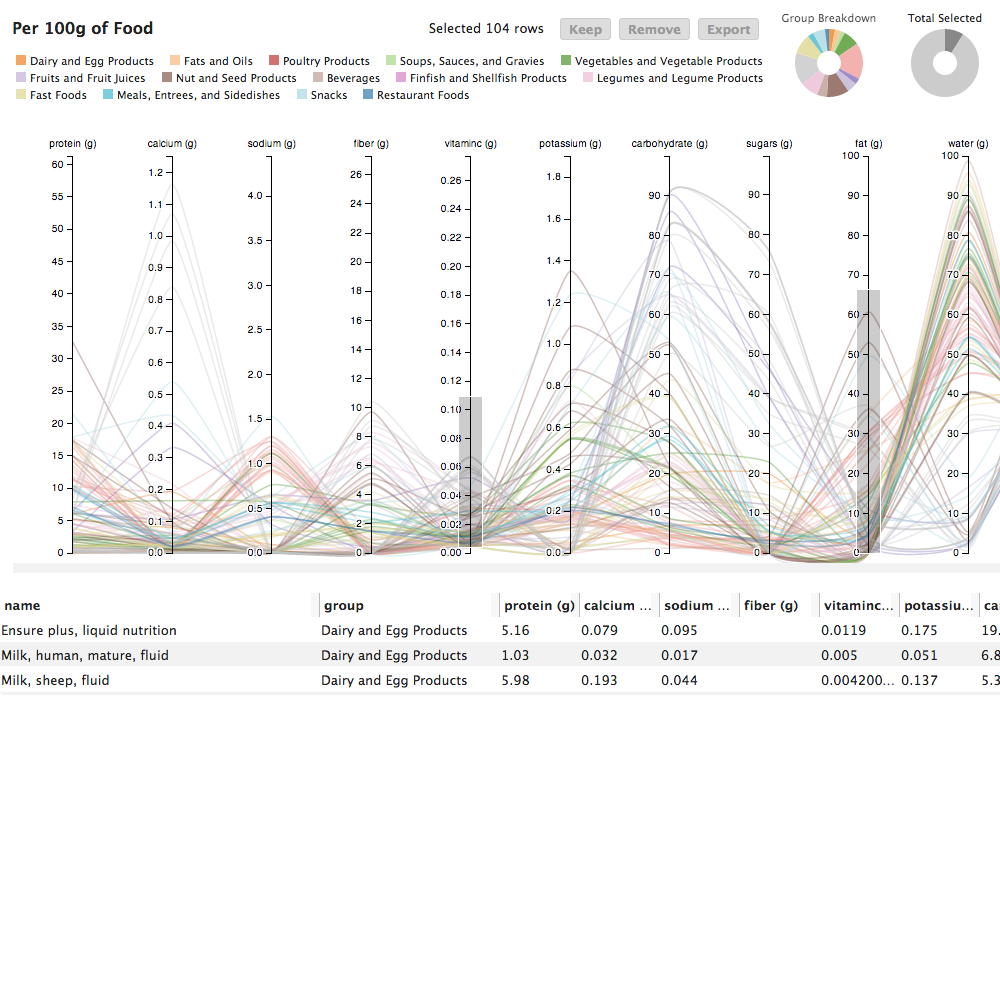 Per 100g of Food
Selected 104 rows Keep Remove Export
Group Breakdown Total Selected
Dairy and Egg Products Fats and Oils Poultry Products Soups, Sauces, and Gravies Vegetables and Vegetable Products
Fruits and Fruit Juices Nut and Seed Products Beverages Finfish and Shellfish Products Legumes and Legume Products
Fast Foods Meals, Entrees, and Sidedishes Snacks Restaurant Foods
protein (g) calcium (g) sodium (g) fiber (g) vitaminc (g) potassium (g) carbohydrate (g) sugars (g) fat (g) water (g)
60 55 50 45 40 35 30 25 20 15 10 5 0
1.2 1.1 1.0 0.9 0.8 0.7 0.6 0.5 0.4 0.3 0.2 0.1 0.0
4.0 3.5 3.0 2.5 2.0 1.5 1.0 0.5 0.0
26 24 22 20 18 16 14 12 10 8 6 4 2 0
0.26 0.24 0.22 0.20 0.18 0.16 0.14 0.12 0.10 0.08 0.06 0.04 0.02 0.00
1.8 1.6 1.4 1.2 1.0 0.8 0.6 0.4 0.2 0.0
90 80 70 60 50 40 30 20 10 0
90 80 70 60 50 40 30 20 10 0
100 90 80 70 60 50 40 30 20 10 0
100 90 80 70 60 50 40 30 20 10 0
name group protein (g) calcium ... sodium ... fiber (g) vitaminc... potassiu... ca
Ensure plus, liquid nutrition Dairy and Egg Products 5.16 0.079 0.095 0.0119 0.175 19.
Milk, human, mature, fluid Dairy and Egg Products 1.03 0.032 0.017 0.005 0.051 6.8
Milk, sheep, fluid Dairy and Egg Products 5.98 0.193 0.044 0.004200... 0.137 5.3